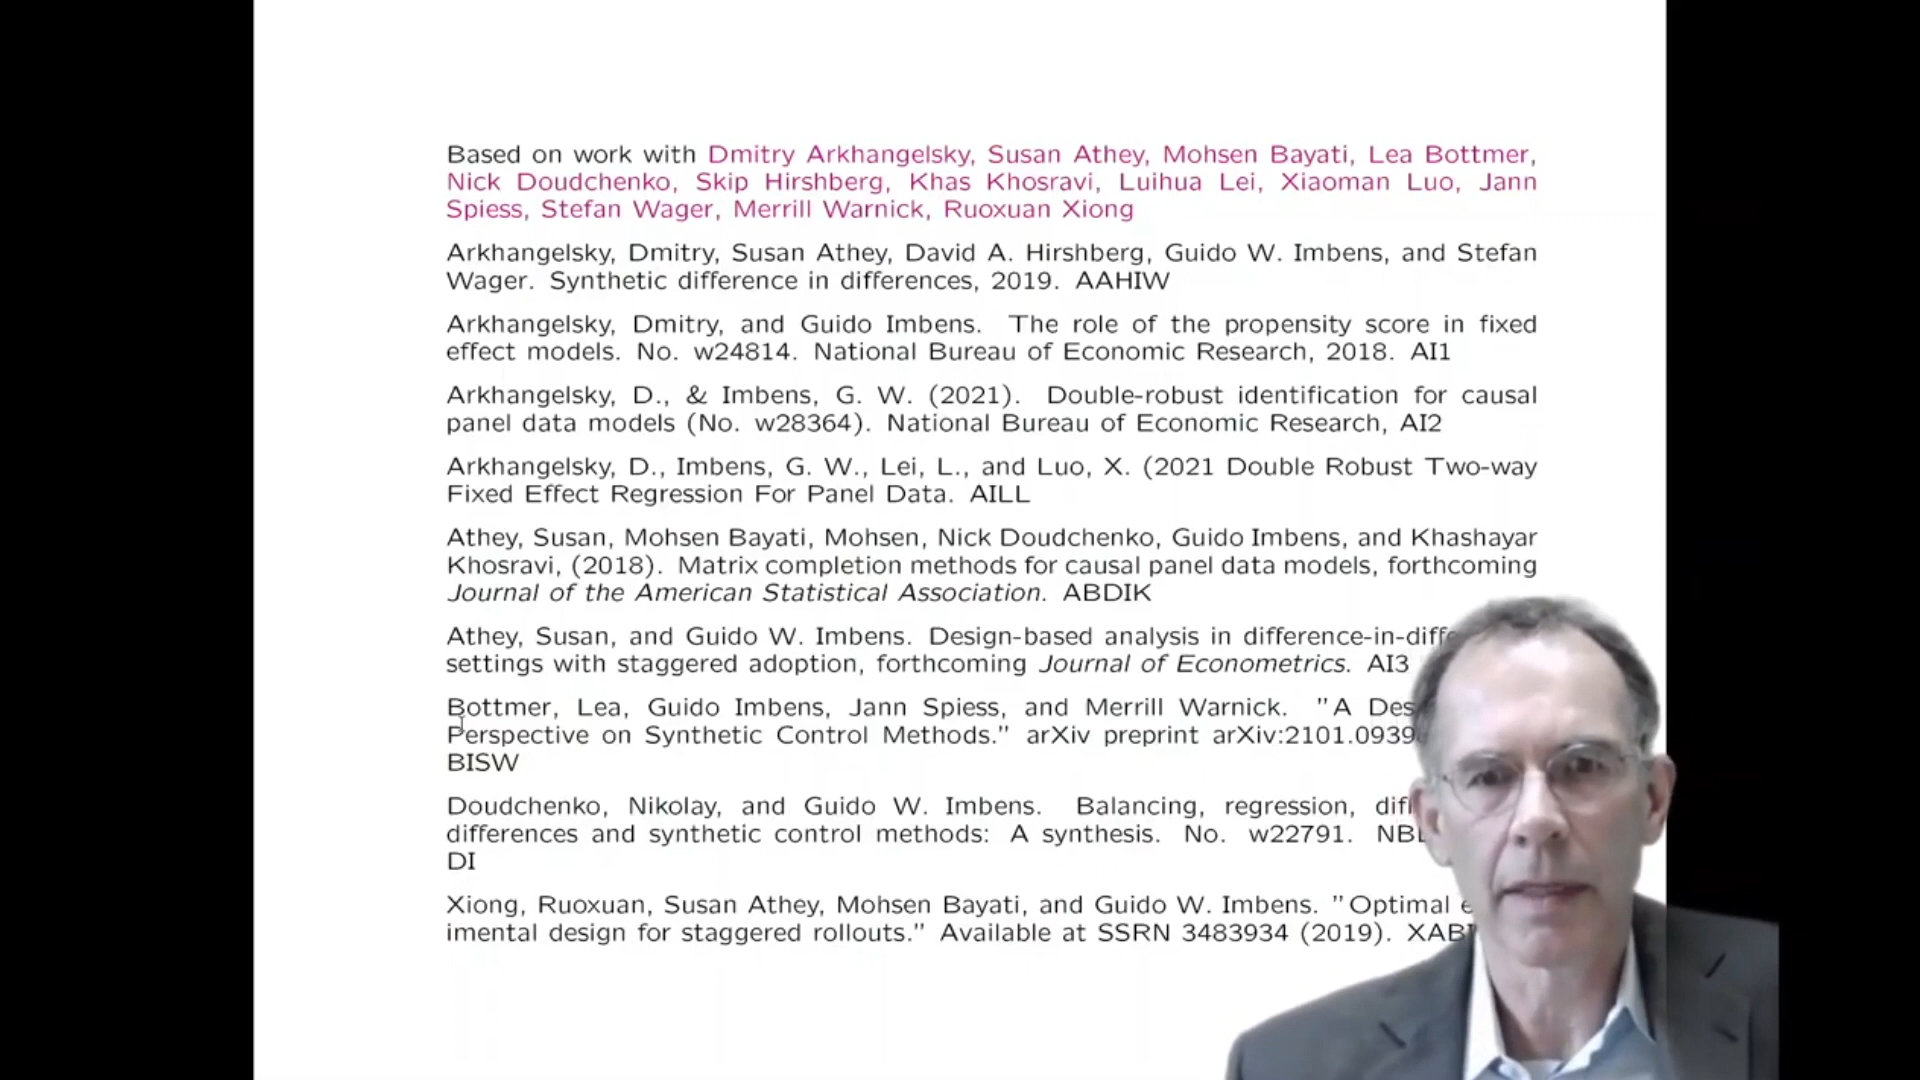 Based on work with Dmitry Arkhangelsky, Susan Athey, Mohsen Bayati, Lea Bottmer,
Nick Doudchenko, Skip Hirshberg, Khas Khosravi, Luihua Lei, Xiaoman Luo, Jann
Spiess, Stefan Wager, Merrill Warnick, Ruoxuan Xiong
Arkhangelsky, Dmitry, Susan Athey, David A. Hirshberg, Guido W. Imbens, and Stefan
Wager. Synthetic difference in differences, 2019. AAHIW
Arkhangelsky, Dmitry, and Guido Imbens. The role of the propensity score in fixed
effect models. No. w24814. National Bureau of Economic Research, 2018. AI1
Arkhangelsky, D., & Imbens, G. W. (2021). Double-robust identification for causal
panel data models (No. w28364). National Bureau of Economic Research, AI2
Arkhangelsky, D., Imbens, G. W., Lei, L., and Luo, X. (2021 Double Robust Two-way
Fixed Effect Regression For Panel Data. AILL
Athey, Susan, Mohsen Bayati, Mohsen, Nick Doudchenko, Guido Imbens, and Khashayar
Khosravi, (2018). Matrix completion methods for causal panel data models, forthcoming
Journal of the American Statistical Association. ABDIK
Athey, Susan, and Guido W. Imbens. Design-based analysis in
settings with staggered adoption, forthcoming Journal of Econometrics. AI3
Bottmer, Lea, Guido Imbens, Jann Spiess, and Merrill Warnick. "A
Perspective on Synthetic Control Methods." arXiv preprint
BISW
Doudchenko, Nikolay, and Guido W. Imbens. Balancing, regression,
differences and synthetic control methods: A synthesis. No. w22791.
DI
Xiong, Ruoxuan, Susan Athey, Mohsen Bayati, and Guido W. Imbens. "Optimal
imental design for staggered rollouts." Available at SSRN 3483934 (2019).